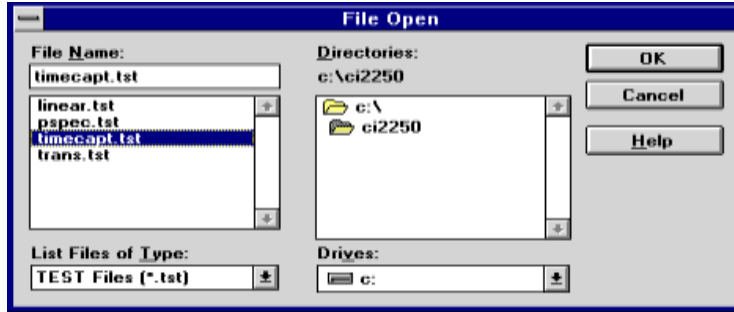 File Open
File Name:
timecapt.tst
linear.tst
pspec.tst
timecapt.tst
trans.tst
List Files of Type:
TEST Files (*.tst)
Directories:
c:\ci2250
c:\
ci2250
Drives:
c:
OK
Cancel
Help